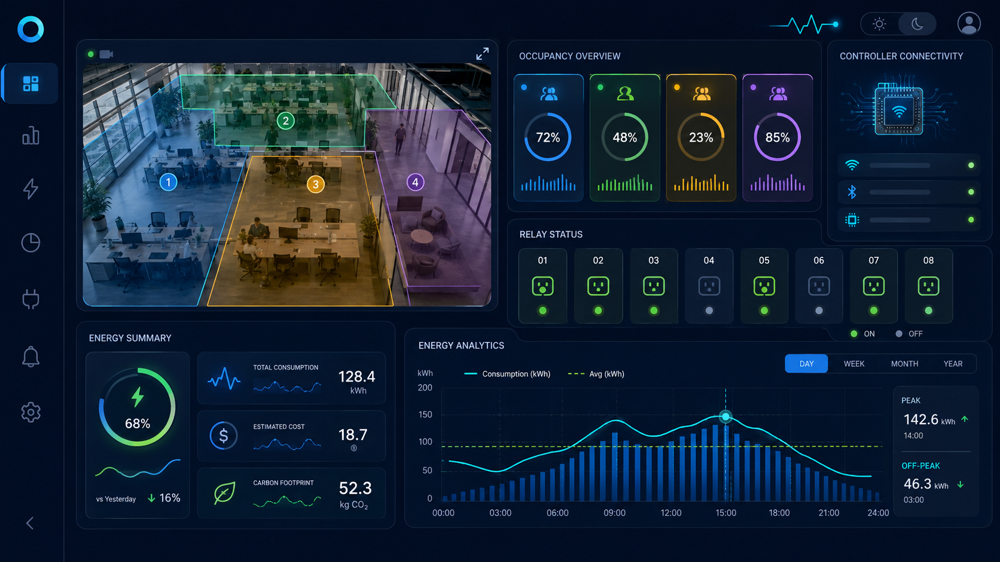 OCCUPANCY OVERVIEW
72%
48%
23%
85%
CONTROLLER CONNECTIVITY
1
2
3
4
RELAY STATUS
01
02
03
04
05
06
07
08
ON
OFF
ENERGY SUMMARY
68%
vs Yesterday
16%
TOTAL CONSUMPTION
128.4
kWh
ESTIMATED COST
$
18.7
CARBON FOOTPRINT
52.3
kg CO₂
ENERGY ANALYTICS
DAY
WEEK
MONTH
YEAR
kWh
Consumption (kWh)
Avg (kWh)
200
150
100
50
0
00:00
03:00
06:00
09:00
12:00
15:00
18:00
21:00
24:00
PEAK
142.6 kWh
14:00
OFF-PEAK
46.3 kWh
03:00